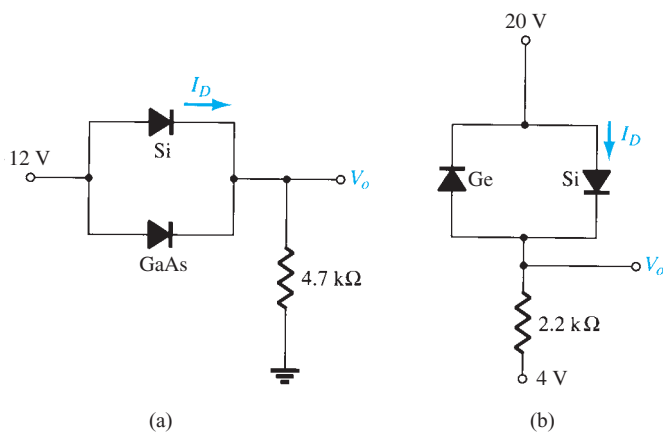 I_D
Si
12 V
V_o
GaAs
4.7 kΩ
(a)
20 V
I_D
Ge
Si
V_o
2.2 kΩ
4 V
(b)